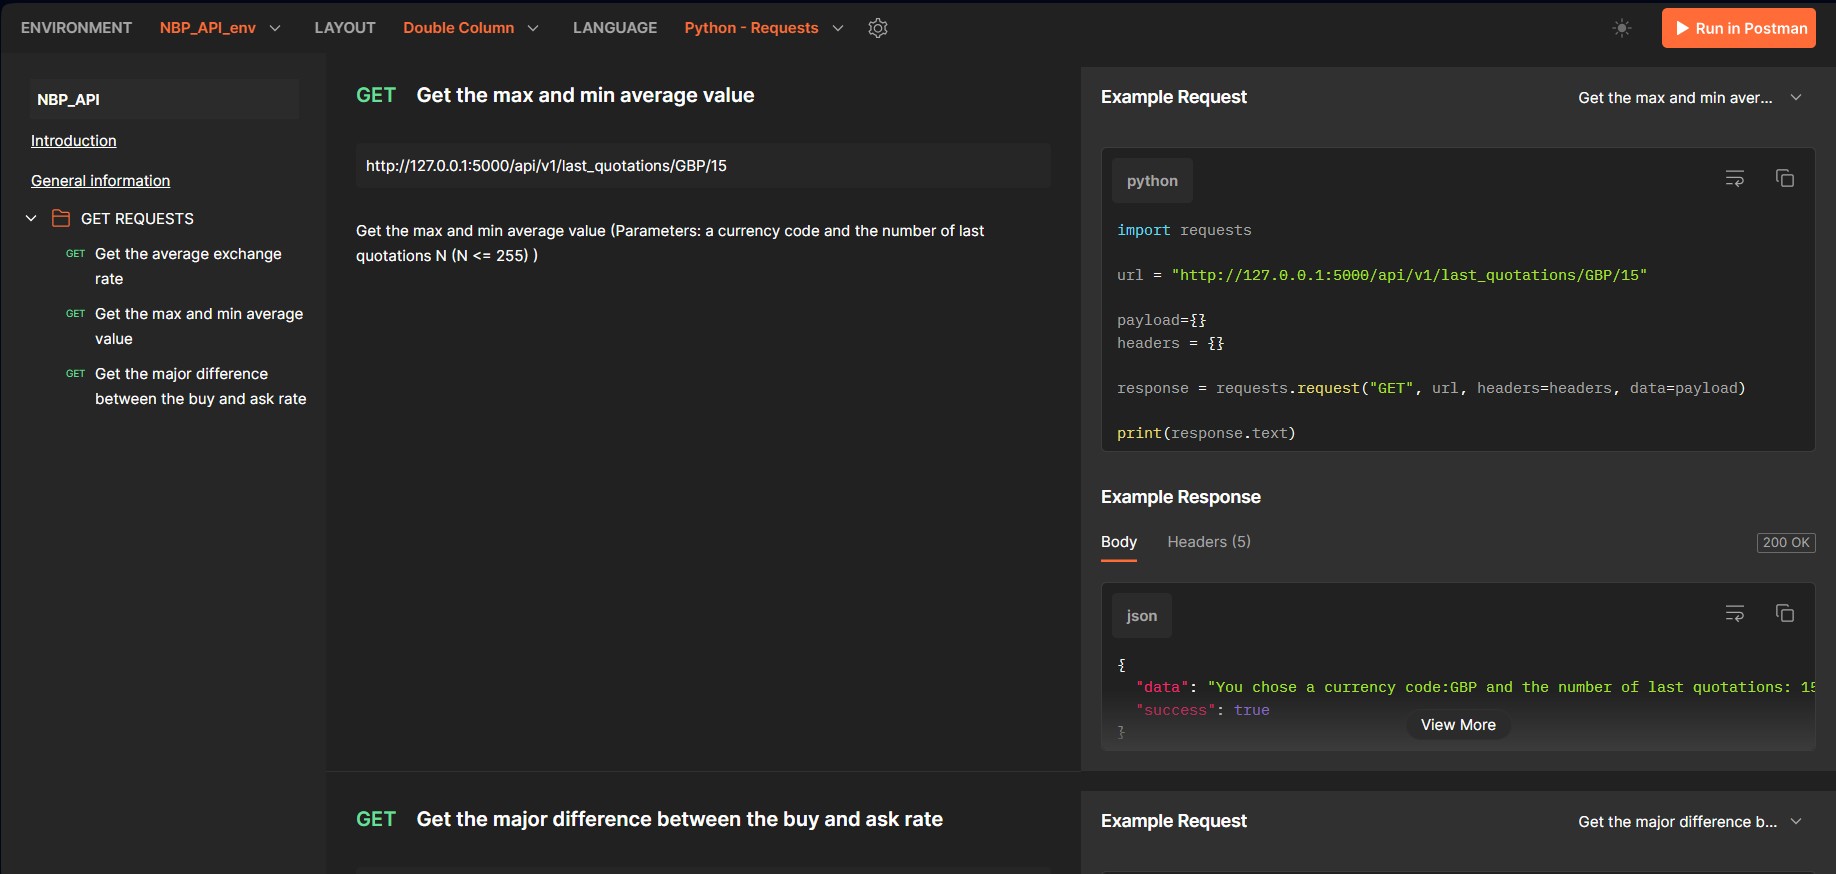 ENVIRONMENT NBP_API_env LAYOUT Double Column LANGUAGE Python - Requests Run in Postman
NBP_API
Introduction
General information
GET REQUESTS
GET Get the average exchange
rate
GET Get the max and min average
value
GET Get the major difference
between the buy and ask rate
GET Get the max and min average value
http://127.0.0.1:5000/api/v1/last_quotations/GBP/15
Get the max and min average value (Parameters: a currency code and the number of last
quotations N (N <= 255) )
Example Request Get the max and min aver...
python
import requests
url = "http://127.0.0.1:5000/api/v1/last_quotations/GBP/15"
payload={}
headers = {}
response = requests.request("GET", url, headers=headers, data=payload)
print(response.text)
Example Response
Body Headers (5) 200 OK
json
{
"data": "You chose a currency code:GBP and the number of last quotations: 15
"success": true
}
View More
GET Get the major difference between the buy and ask rate
Example Request Get the major difference b...